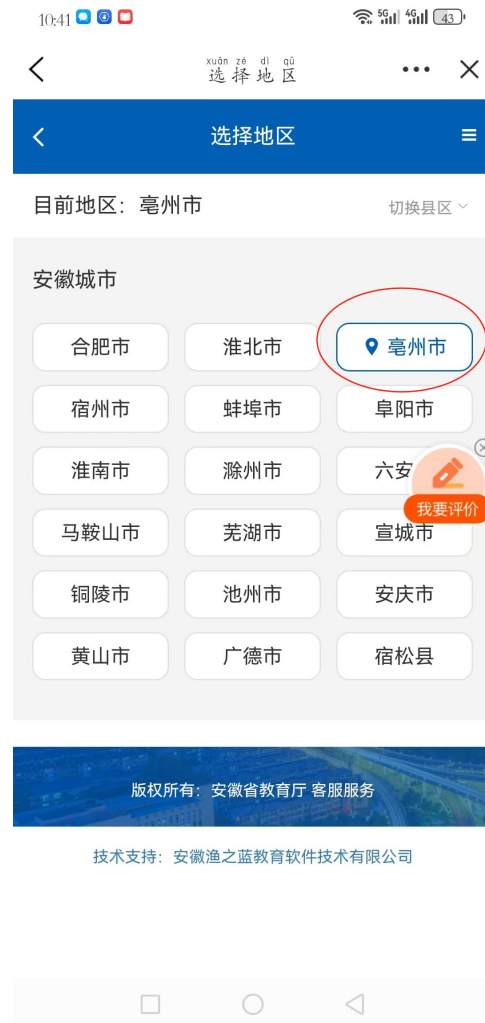 10:41 5G 4G 43
xuǎn zé dì qū
选择地区
选择地区
目前地区：亳州市 切换县区
安徽城市
合肥市 淮北市 亳州市
宿州市 蚌埠市 阜阳市
淮南市 滁州市 六安
我要评价
马鞍山市 芜湖市 宣城市
铜陵市 池州市 安庆市
黄山市 广德市 宿松县
版权所有：安徽省教育厅 客服服务
技术支持：安徽渔之蓝教育软件技术有限公司